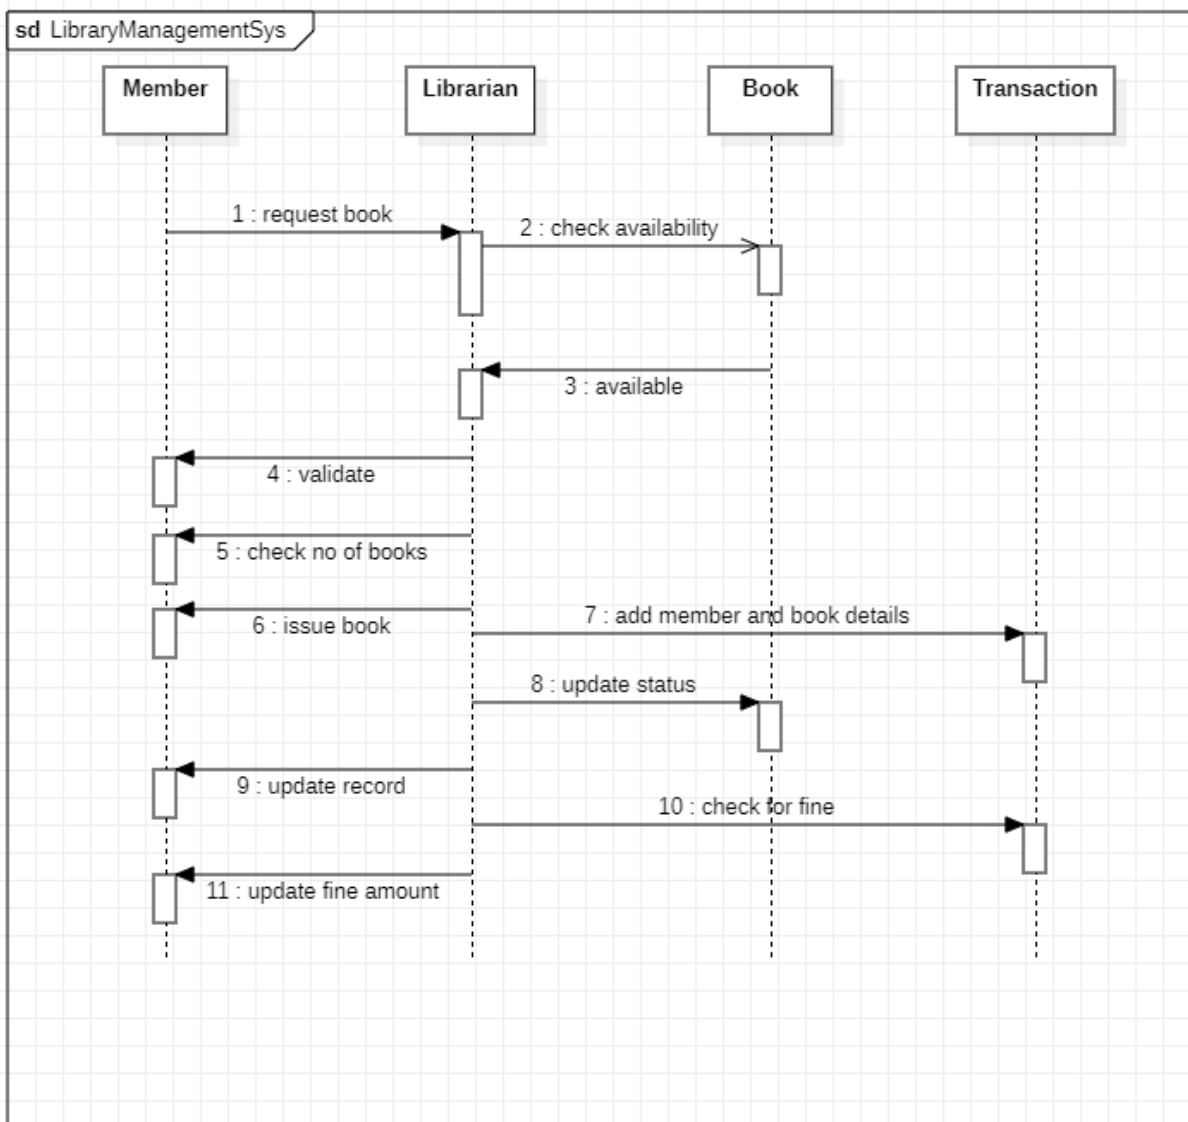 sd LibraryManagementSys
Member
Librarian
Book
Transaction
1 : request book
2 : check availability
3 : available
4 : validate
5 : check no of books
6 : issue book
7 : add member and book details
8 : update status
9 : update record
10 : check for fine
11 : update fine amount